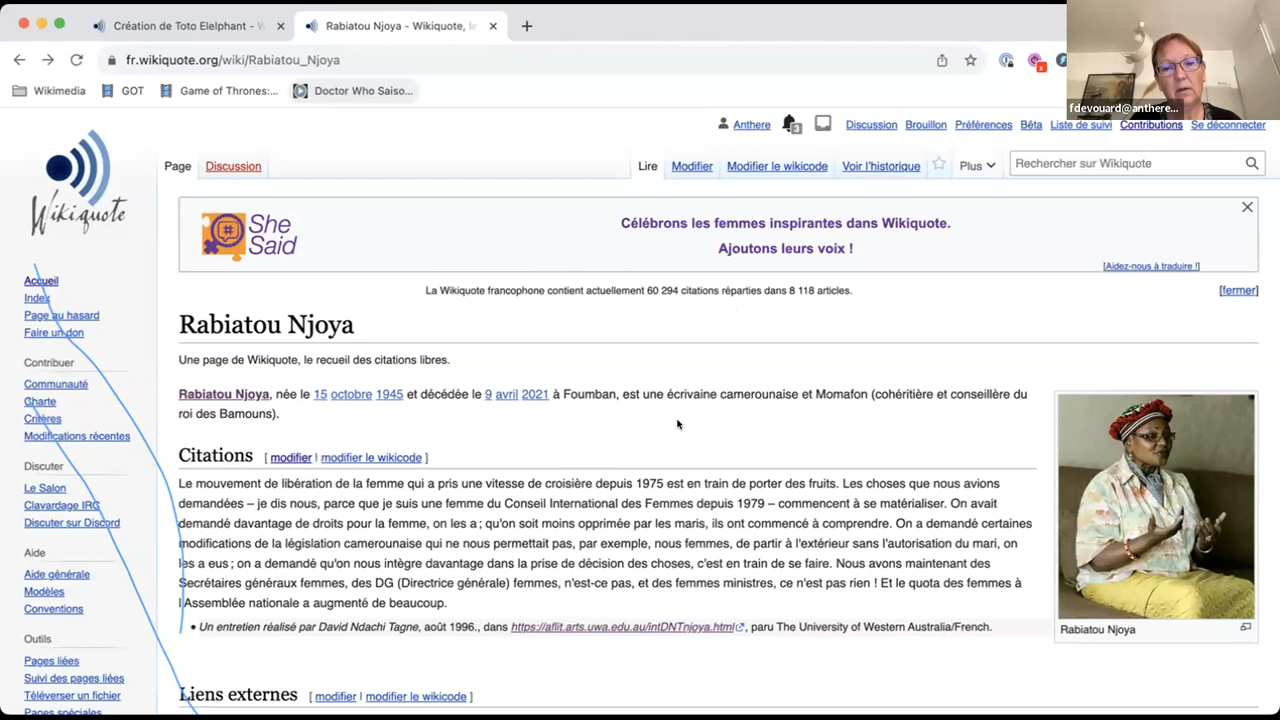 Création de Toto Elelphant - W
Rabiatou Njoya - Wikiquote, le
fr.wikiquote.org/wiki/Rabiatou_Njoya
Wikimedia
GOT
Game of Thrones:...
Doctor Who Saiso...
fdevouard@anthere...
Anthere
3
Discussion
Brouillon
Préférences
Bêta
Liste de suivi
Contributions
Se déconnecter
Wikiquote
Page
Discussion
Lire
Modifier
Modifier le wikicode
Voir l'historique
Plus
Rechercher sur Wikiquote
She
Said
Célébrons les femmes inspirantes dans Wikiquote.
Ajoutons leurs voix !
[Aidez-nous à traduire !]
La Wikiquote francophone contient actuellement 60 294 citations réparties dans 8 118 articles.
[fermer]
Accueil
Index
Page au hasard
Faire un don
Contribuer
Communauté
Charte
Critères
Modifications récentes
Discuter
Le Salon
Clavardage IRC
Discuter sur Discord
Aide
Aide générale
Modèles
Conventions
Outils
Pages liées
Suivi des pages liées
Téléverser un fichier
Pages spéciales
Rabiatou Njoya
Une page de Wikiquote, le recueil des citations libres.
Rabiatou Njoya, née le 15 octobre 1945 et décédée le 9 avril 2021 à Foumban, est une écrivaine camerounaise et Momafon (cohéritière et conseillère du
roi des Bamouns).
Citations [ modifier | modifier le wikicode ]
Le mouvement de libération de la femme qui a pris une vitesse de croisière depuis 1975 est en train de porter des fruits. Les choses que nous avions
demandées – je dis nous, parce que je suis une femme du Conseil International des Femmes depuis 1979 – commencent à se matérialiser. On avait
demandé davantage de droits pour la femme, on les a ; qu'on soit moins opprimée par les maris, ils ont commencé à comprendre. On a demandé certaines
modifications de la législation camerounaise qui ne nous permettait pas, par exemple, nous femmes, de partir à l'extérieur sans l'autorisation du mari, on
les a eus ; on a demandé qu'on nous intègre davantage dans la prise de décision des choses, c'est en train de se faire. Nous avons maintenant des
Secrétaires généraux femmes, des DG (Directrice générale) femmes, n'est-ce pas, et des femmes ministres, ce n'est pas rien ! Et le quota des femmes à
l'Assemblée nationale a augmenté de beaucoup.
• Un entretien réalisé par David Ndachi Tagne, août 1996., dans https://aflit.arts.uwa.edu.au/intDNTnjoya.html, paru The University of Western Australia/French.
Rabiatou Njoya
Liens externes [ modifier | modifier le wikicode ]